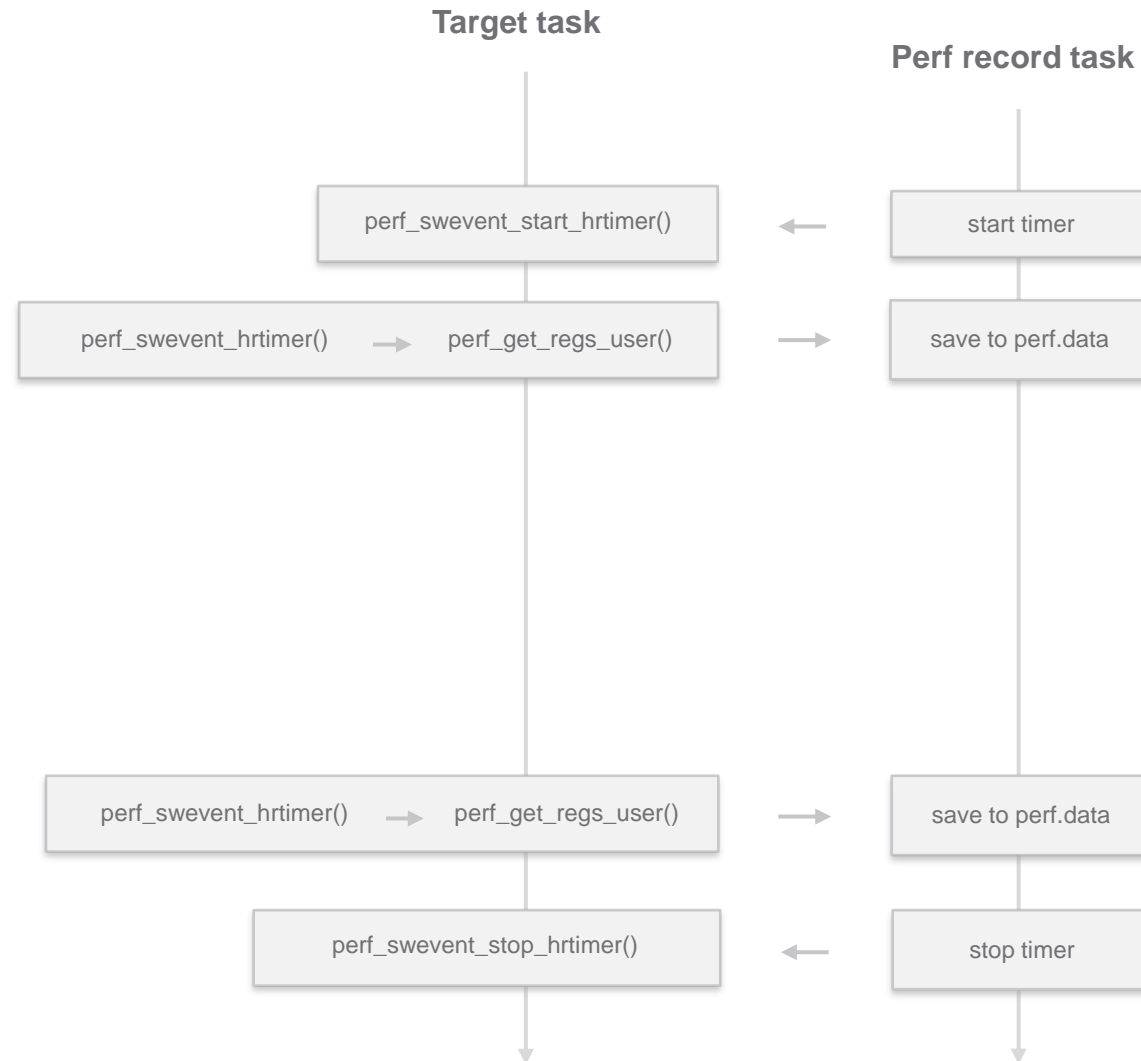 Target task
Perf record task
perf_swevent_start_hrtimer()
start timer
perf_swevent_hrtimer()
perf_get_regs_user()
save to perf.data
perf_swevent_hrtimer()
perf_get_regs_user()
save to perf.data
perf_swevent_stop_hrtimer()
stop timer